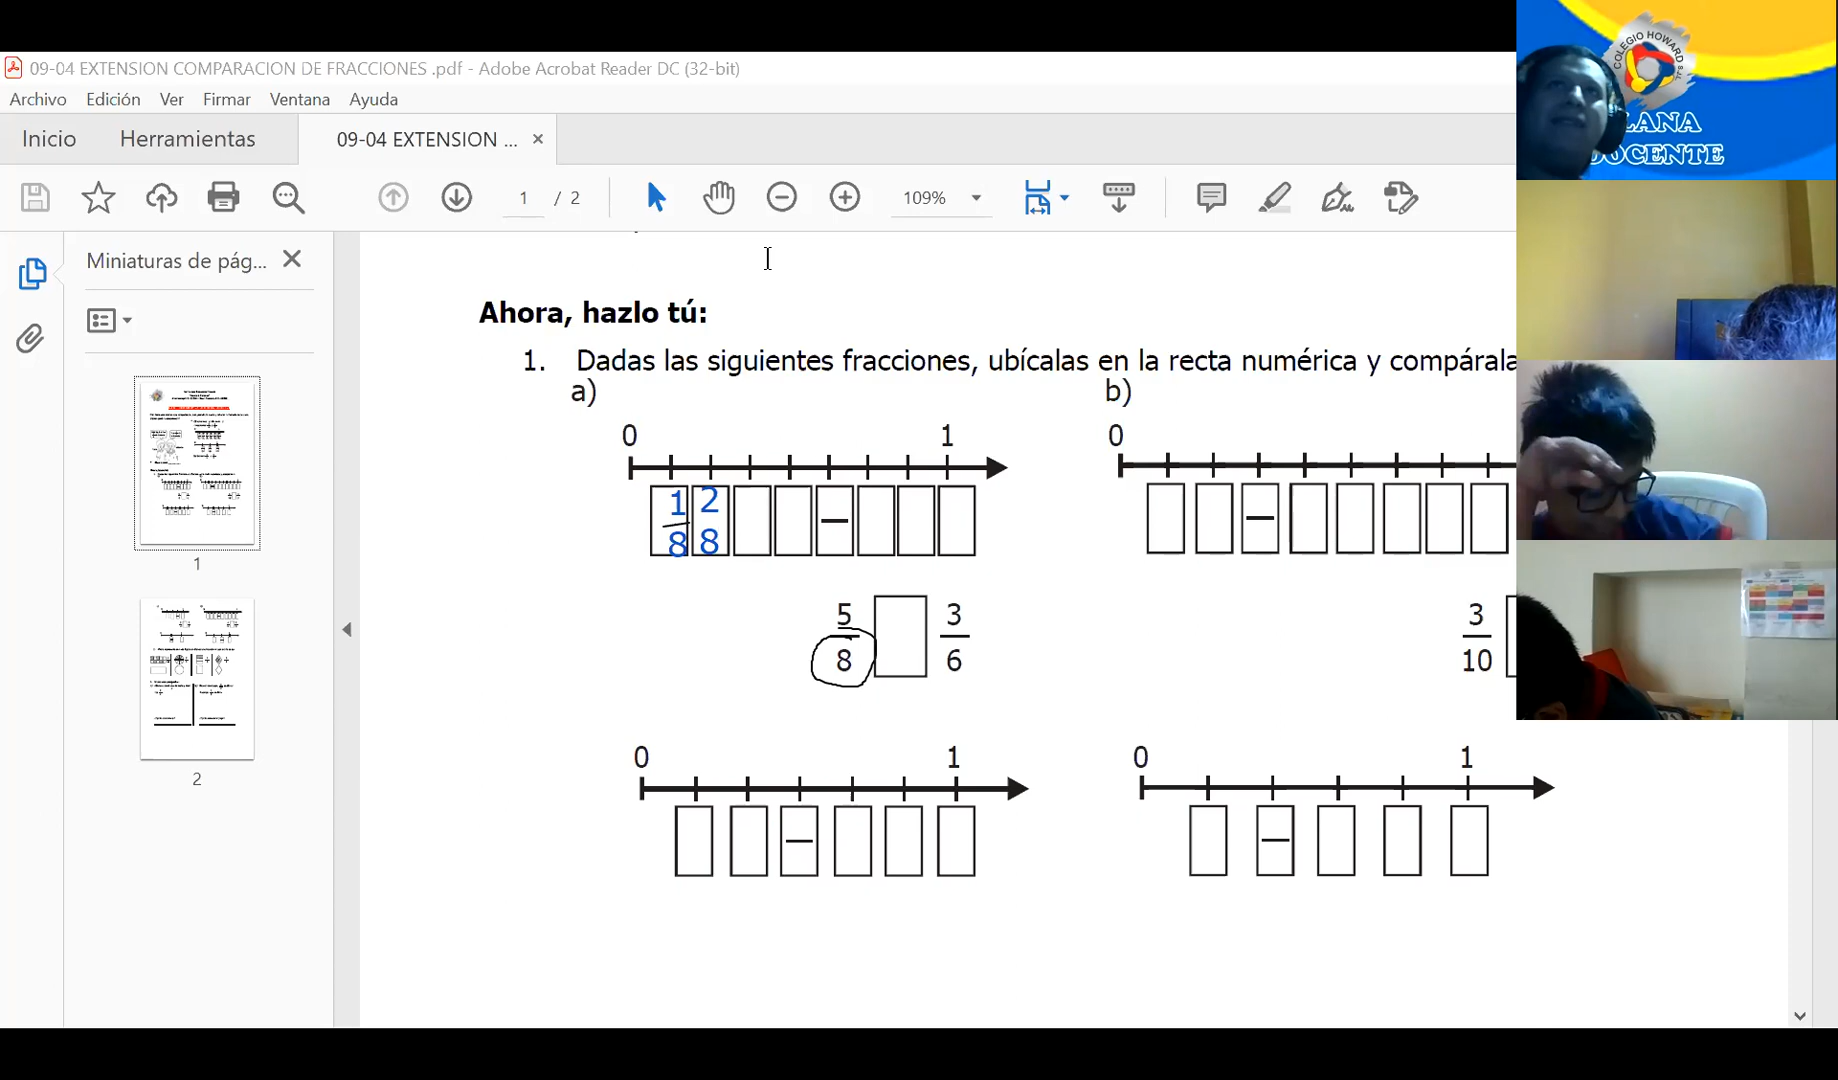 09-04 EXTENSION COMPARACION DE FRACCIONES .pdf - Adobe Acrobat Reader DC (32-bit)
Archivo Edición Ver Firmar Ventana Ayuda
Inicio Herramientas 09-04 EXTENSION ... ×
1 / 2 109%
Miniaturas de pág...
1
2
Ahora, hazlo tú:
1. Dadas las siguientes fracciones, ubícalas en la recta numérica y compárala
a) b)
0 1 0
1 2
8 8
5 3 3
8 6 10
0 1 0 1
COLEGIO HOWARD
LANA
DOCENTE